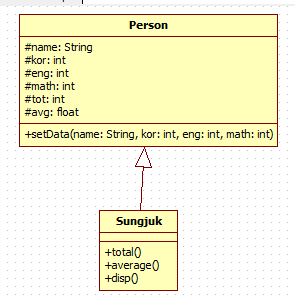 Person
#name: String
#kor: int
#eng: int
#math: int
#tot: int
#avg: float
+setData(name: String, kor: int, eng: int, math: int)
Sungjuk
+total()
+average()
+disp()